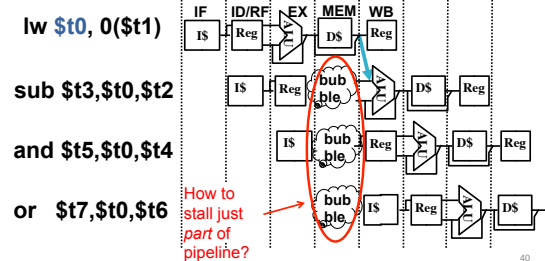 IF ID/RF EX MEM WB
lw $t0, 0($t1)
I$ Reg ALU D$ Reg
sub $t3,$t0,$t2
I$ Reg bub ble ALU D$ Reg
and $t5,$t0,$t4
I$ bub ble Reg ALU D$ Reg
or $t7,$t0,$t6
bub ble I$ Reg ALU D$
How to
stall just
part of
pipeline?
40